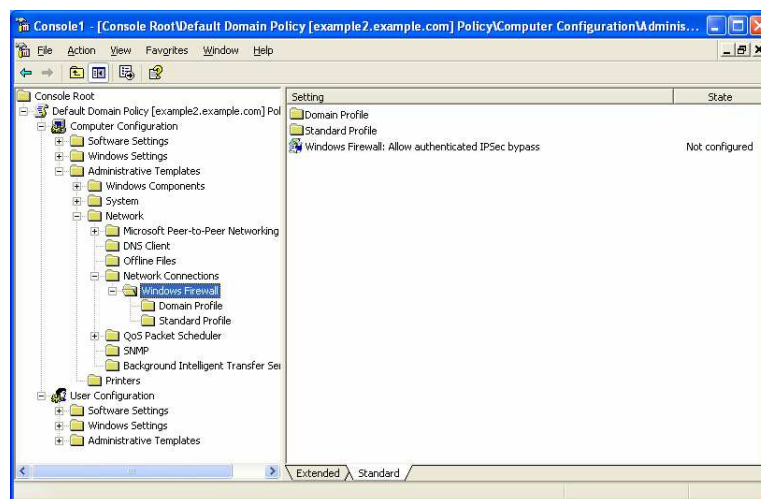 Console1 - [Console Root\Default Domain Policy [example2.example.com] Policy\Computer Configuration\Adminis...
File Action View Favorites Window Help
Console Root
Default Domain Policy [example2.example.com] Pol
Computer Configuration
Software Settings
Windows Settings
Administrative Templates
Windows Components
System
Network
Microsoft Peer-to-Peer Networking
DNS Client
Offline Files
Network Connections
Windows Firewall
Domain Profile
Standard Profile
QoS Packet Scheduler
SNMP
Background Intelligent Transfer Ser
Printers
User Configuration
Software Settings
Windows Settings
Administrative Templates
Setting State
Domain Profile
Standard Profile
Windows Firewall: Allow authenticated IPSec bypass Not configured
Extended Standard